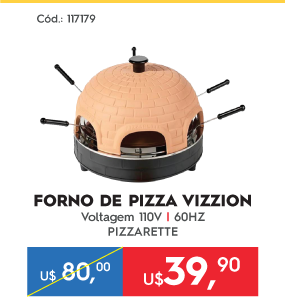 Cód.: 117179
FORNO DE PIZZA VIZZION
Voltagem 110V | 60HZ
PIZZARETTE
U$ 80,00
U$ 39,90